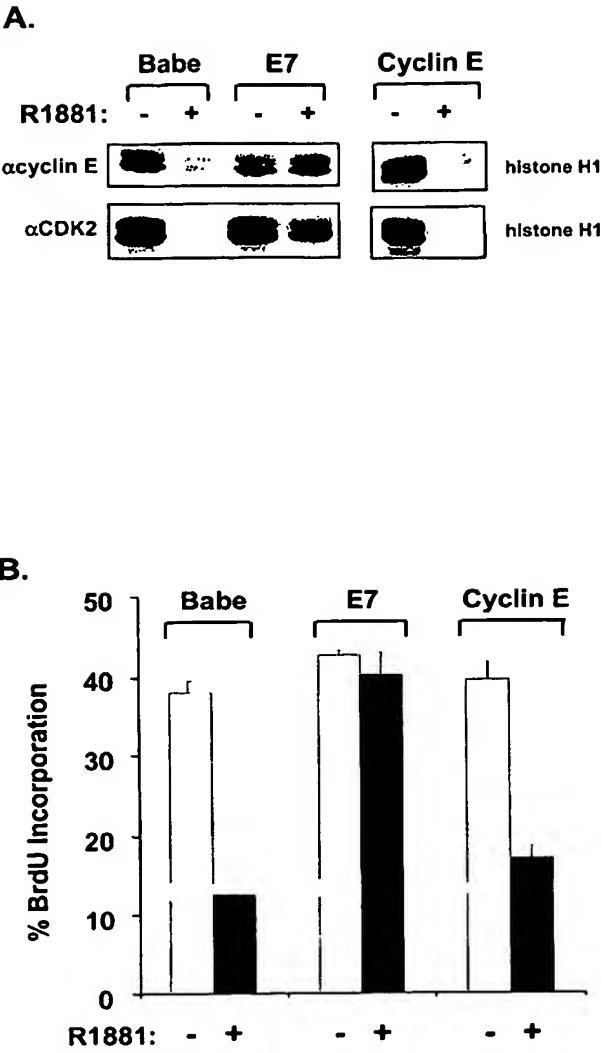 A.
Babe E7 Cyclin E
R1881: - + - + - +
αcyclin E histone H1
αCDK2 histone H1
B.
Babe E7 Cyclin E
% BrdU Incorporation
50
40
30
20
10
0
R1881: - + - + - +